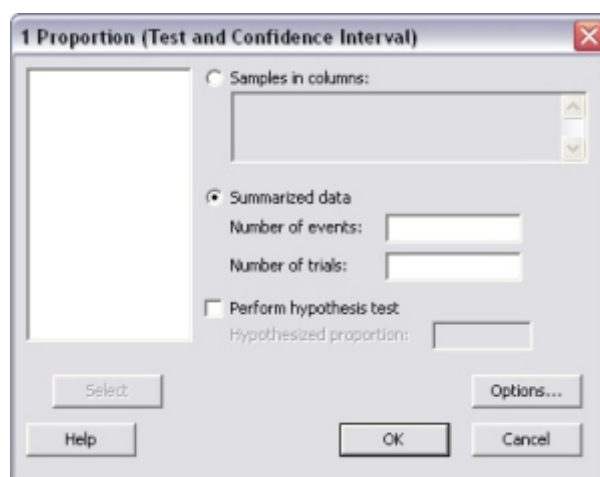 1 Proportion (Test and Confidence Interval)
Samples in columns:
Summarized data
Number of events:
Number of trials:
Perform hypothesis test
Hypothesized proportion:
Select
Options...
Help
OK
Cancel